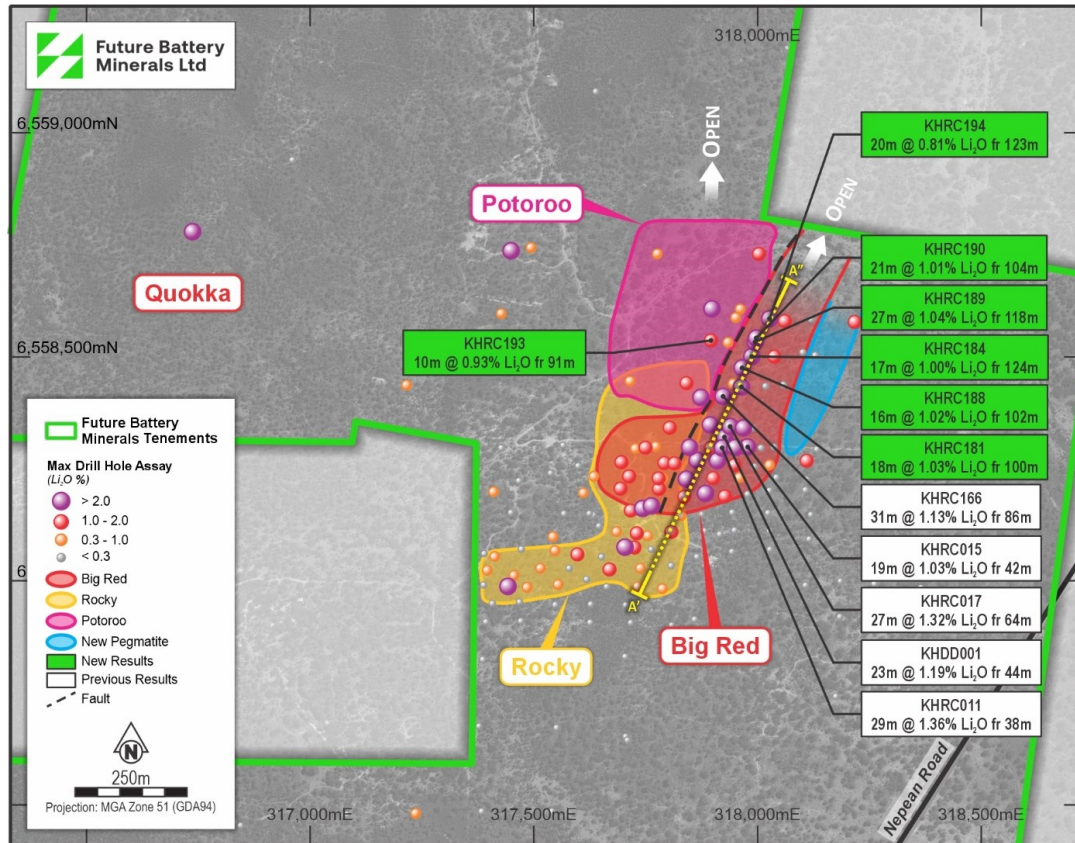 Future Battery
Minerals Ltd
318,000mE
6,559,000mN
OPEN
OPEN
KHRC194
20m @ 0.81% Li₂O fr 123m
Potoroo
Quokka
A"
KHRC190
21m @ 1.01% Li₂O fr 104m
KHRC189
27m @ 1.04% Li₂O fr 118m
6,558,500mN
KHRC193
10m @ 0.93% Li₂O fr 91m
KHRC184
17m @ 1.00% Li₂O fr 124m
KHRC188
16m @ 1.02% Li₂O fr 102m
KHRC181
18m @ 1.03% Li₂O fr 100m
KHRC166
31m @ 1.13% Li₂O fr 86m
KHRC015
19m @ 1.03% Li₂O fr 42m
KHRC017
27m @ 1.32% Li₂O fr 64m
KHDD001
23m @ 1.19% Li₂O fr 44m
KHRC011
29m @ 1.36% Li₂O fr 38m
6
A'
Big Red
Rocky
Future Battery
Minerals Tenements
Max Drill Hole Assay
(Li₂O %)
> 2.0
1.0 - 2.0
0.3 - 1.0
< 0.3
Big Red
Rocky
Potoroo
New Pegmatite
New Results
Previous Results
Fault
N
250m
Projection: MGA Zone 51 (GDA94)
317,000mE
317,500mE
318,000mE
318,500mE
Nepean Road